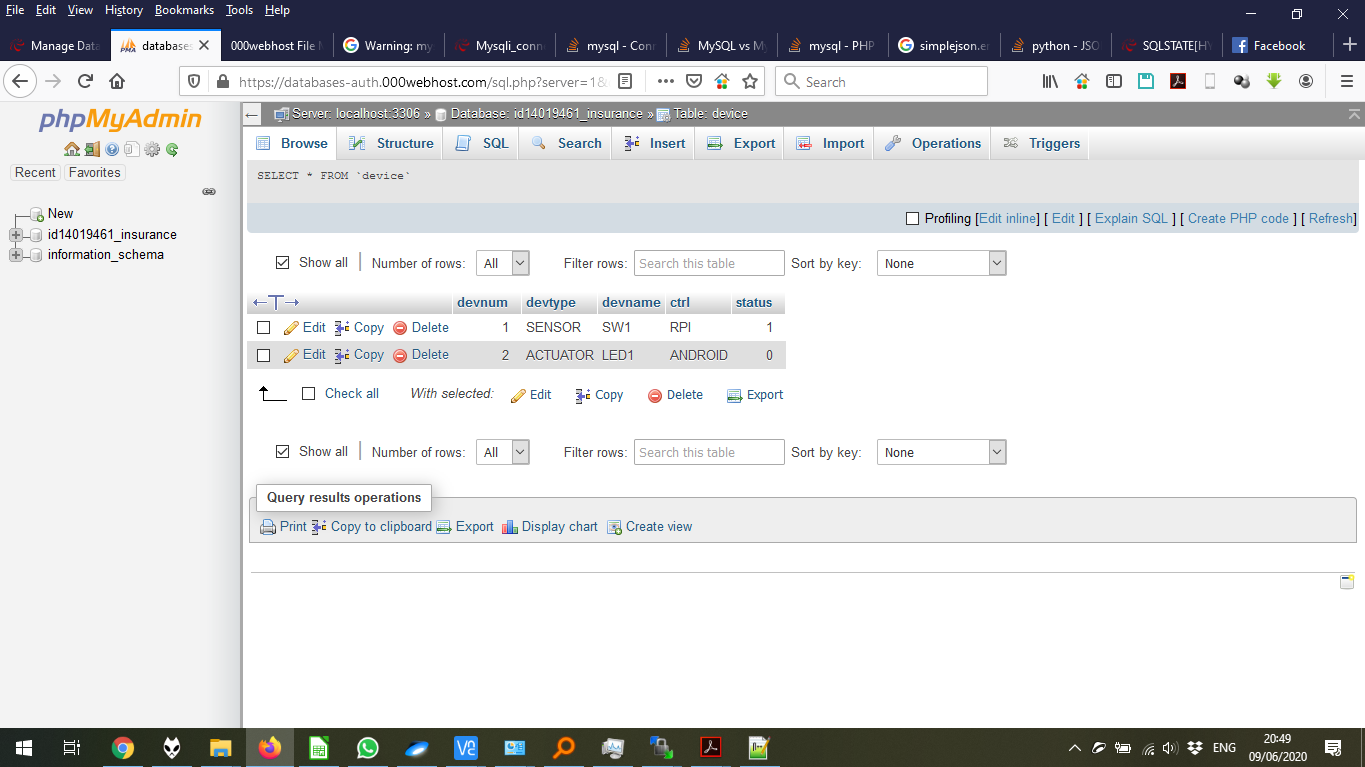 File Edit View History Bookmarks Tools Help
Manage Data
databases
000webhost File M
Warning: my
Mysqli_conn
mysql - Conn
MySQL vs My
mysql - PHP
simplejson.er
python - JSO
SQLSTATE[HY
Facebook
https://databases-auth.000webhost.com/sql.php?server=1&
Search
phpMyAdmin
Recent Favorites
New
id14019461_insurance
information_schema
Server: localhost:3306 » Database: id14019461_insurance » Table: device
Browse Structure SQL Search Insert Export Import Operations Triggers
SELECT * FROM `device`
Profiling [Edit inline] [ Edit ] [ Explain SQL ] [ Create PHP code ] [ Refresh]
Show all Number of rows: All Filter rows: Search this table Sort by key: None
devnum devtype devname ctrl status
Edit Copy Delete 1 SENSOR SW1 RPI 1
Edit Copy Delete 2 ACTUATOR LED1 ANDROID 0
Check all With selected: Edit Copy Delete Export
Show all Number of rows: All Filter rows: Search this table Sort by key: None
Query results operations
Print Copy to clipboard Export Display chart Create view
ENG
20:49
09/06/2020